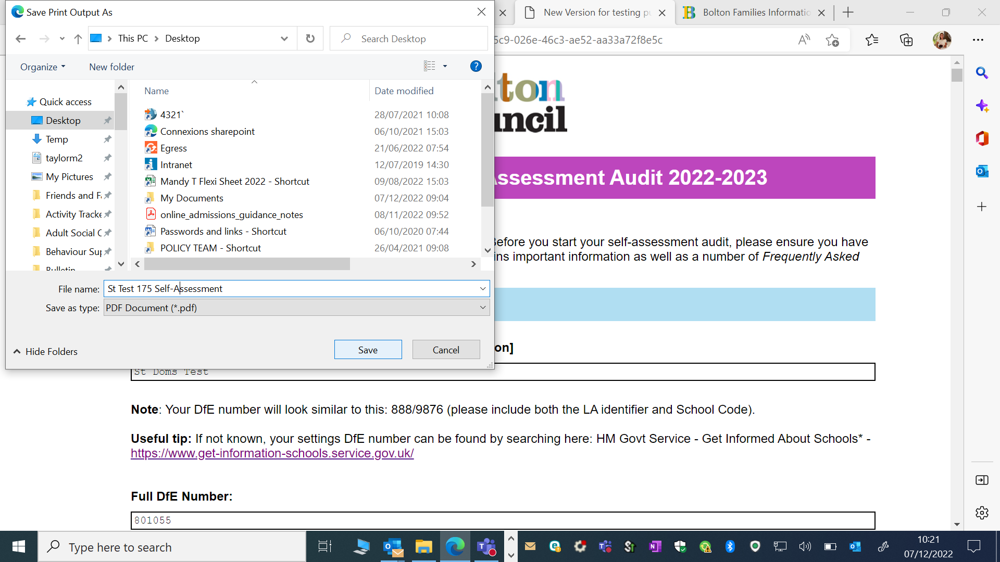 Save Print Output As
New Version for testing pu
Bolton Families Informatio
This PC > Desktop
Search Desktop
5c9-026e-46c3-ae52-aa33a72f8e5c
Organize
New folder
Name
Date modified
Quick access
Desktop
Temp
taylorm2
My Pictures
Friends and Fa
Activity Tracke
Adult Social C
Behaviour Sup
Bulletin
4321` 28/07/2021 10:08
Connexions sharepoint 06/10/2021 15:03
Egress 21/06/2022 07:54
Intranet 12/07/2019 14:30
Mandy T Flexi Sheet 2022 - Shortcut 09/08/2022 15:03
My Documents 07/12/2022 09:04
online_admissions_guidance_notes 08/11/2022 09:52
Passwords and links - Shortcut 06/10/2020 07:44
POLICY TEAM - Shortcut 26/04/2021 09:08
File name: St Test 175 Self-Assessment
Save as type: PDF Document (*.pdf)
Hide Folders
Save
Cancel
lton
uncil
Assessment Audit 2022-2023
Before you start your self-assessment audit, please ensure you have
ins important information as well as a number of Frequently Asked
on]
St Doms Test
Note: Your DfE number will look similar to this: 888/9876 (please include both the LA identifier and School Code).
Useful tip: If not known, your settings DfE number can be found by searching here: HM Govt Service - Get Informed About Schools* -
https://www.get-information-schools.service.gov.uk/
Full DfE Number:
801055
Type here to search
10:21
07/12/2022